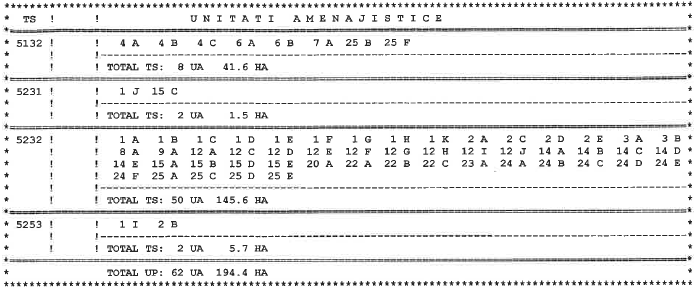 ****************************************************************************************
* TS ! ! U N I T A T I A M E N A J I S T I C E *
*======================================================================================*
* 5132 ! ! 4 A 4 B 4 C 6 A 6 B 7 A 25 B 25 F *
* ! !--------------------------------------------------------------------------*
* ! ! TOTAL TS: 8 UA 41.6 HA *
*======================================================================================*
* 5231 ! ! 1 J 15 C *
* ! !--------------------------------------------------------------------------*
* ! ! TOTAL TS: 2 UA 1.5 HA *
*======================================================================================*
* 5232 ! ! 1 A 1 B 1 C 1 D 1 E 1 F 1 G 1 H 1 K 2 A 2 C 2 D 2 E 3 A 3 B *
* ! ! 8 A 9 A 12 A 12 C 12 D 12 E 12 F 12 G 12 H 12 I 12 J 14 A 14 B 14 C 14 D *
* ! ! 14 E 15 A 15 B 15 D 15 E 20 A 22 A 22 B 22 C 23 A 24 A 24 B 24 C 24 D 24 E *
* ! ! 24 F 25 A 25 C 25 D 25 E *
* ! !--------------------------------------------------------------------------*
* ! ! TOTAL TS: 50 UA 145.6 HA *
*======================================================================================*
* 5253 ! ! 1 I 2 B *
* ! !--------------------------------------------------------------------------*
* ! ! TOTAL TS: 2 UA 5.7 HA *
*======================================================================================*
* TOTAL UP: 62 UA 194.4 HA *
****************************************************************************************